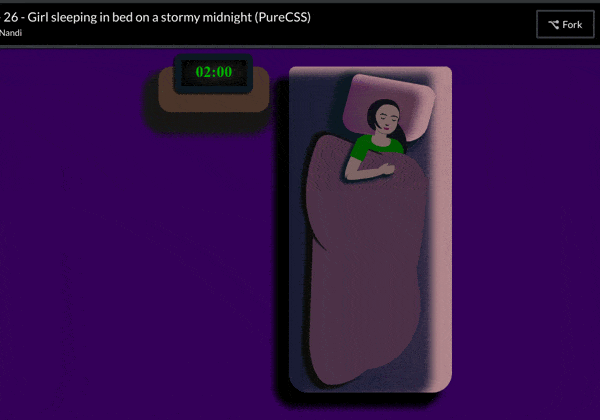 - 26 - Girl sleeping in bed on a stormy midnight (PureCSS)
Nandi
Fork
02:00